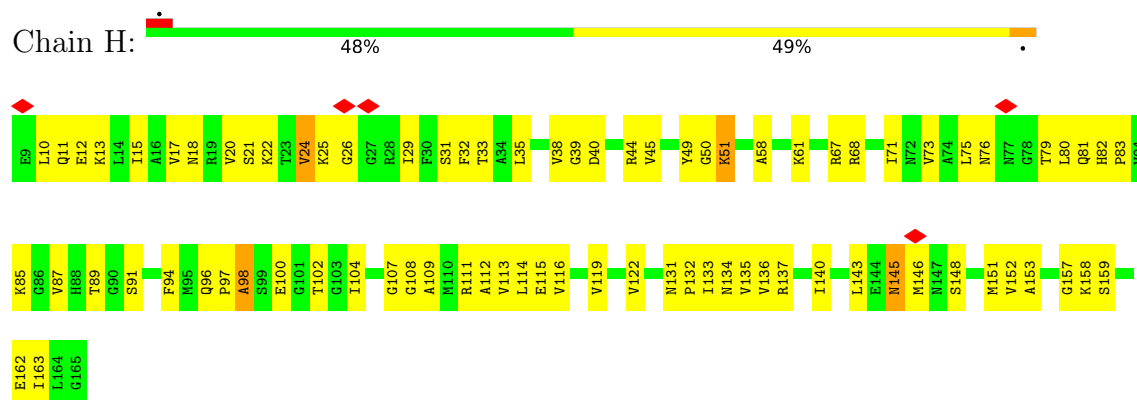 Chain H:
48% 49%
E9 L10 Q11 E12 K13 L14 I15 A16 V17 N18 R19 V20 S21 K22 T23 V24 K25 G26 G27 R28 I29 F30 S31 F32 T33 A34 L35 V38 G39 D40 R44 V45 Y49 G50 K51 A58 K61 R67 R68 I71 N72 V73 A74 L75 N76 N77 G78 T79 L80 Q81 H82 P83
K85 G86 V87 H88 T89 G90 S91 F94 M95 Q96 P97 A98 S99 E100 G101 T102 G103 I104 G107 G108 A109 M110 R111 A112 V113 L114 E115 V116 V119 V122 N131 P132 I133 N134 V135 V136 R137 I140 L143 E144 N145 M146 N147 S148 M151 V152 A153 G157 K158 S159
E162 I163 L164 G165